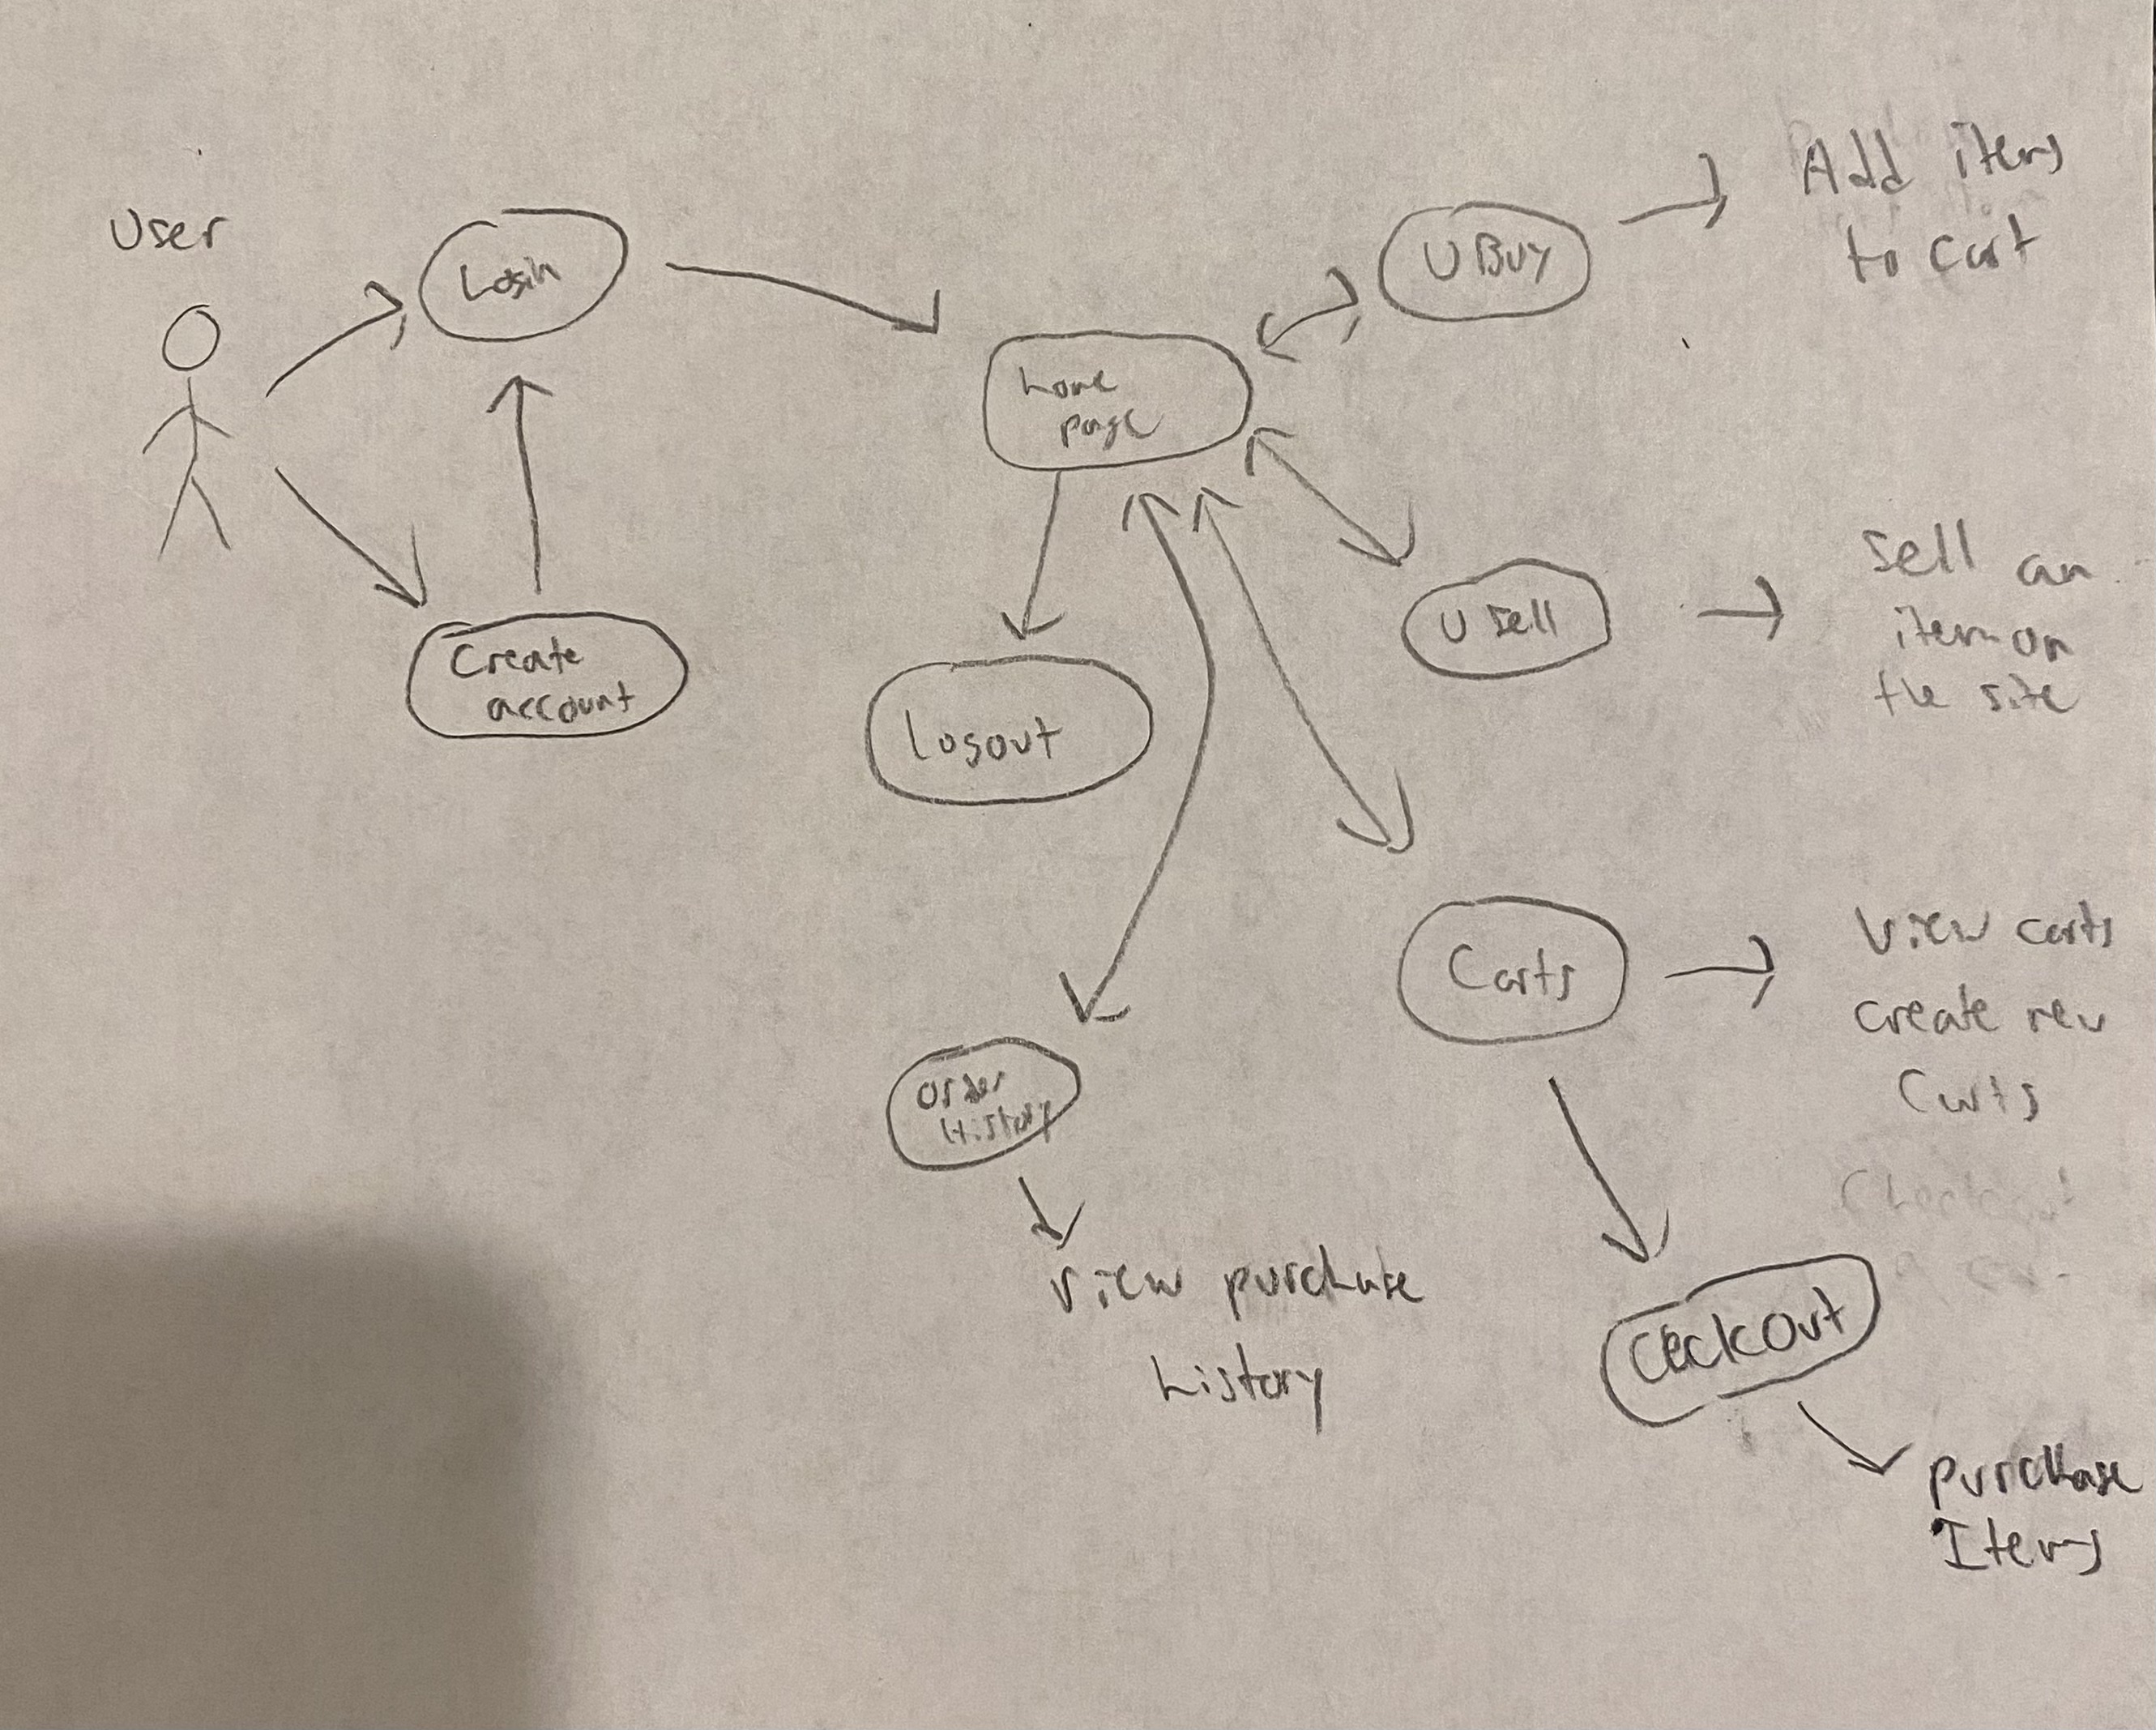 User
Login
Create
account
home
page
Logout
U Buy
Add items
to cart
U Sell
Sell an
item on
the site
Carts
View carts
create new
Carts
Checkout
a
Order
History
View purchase
history
CeckOut
purchase
Items